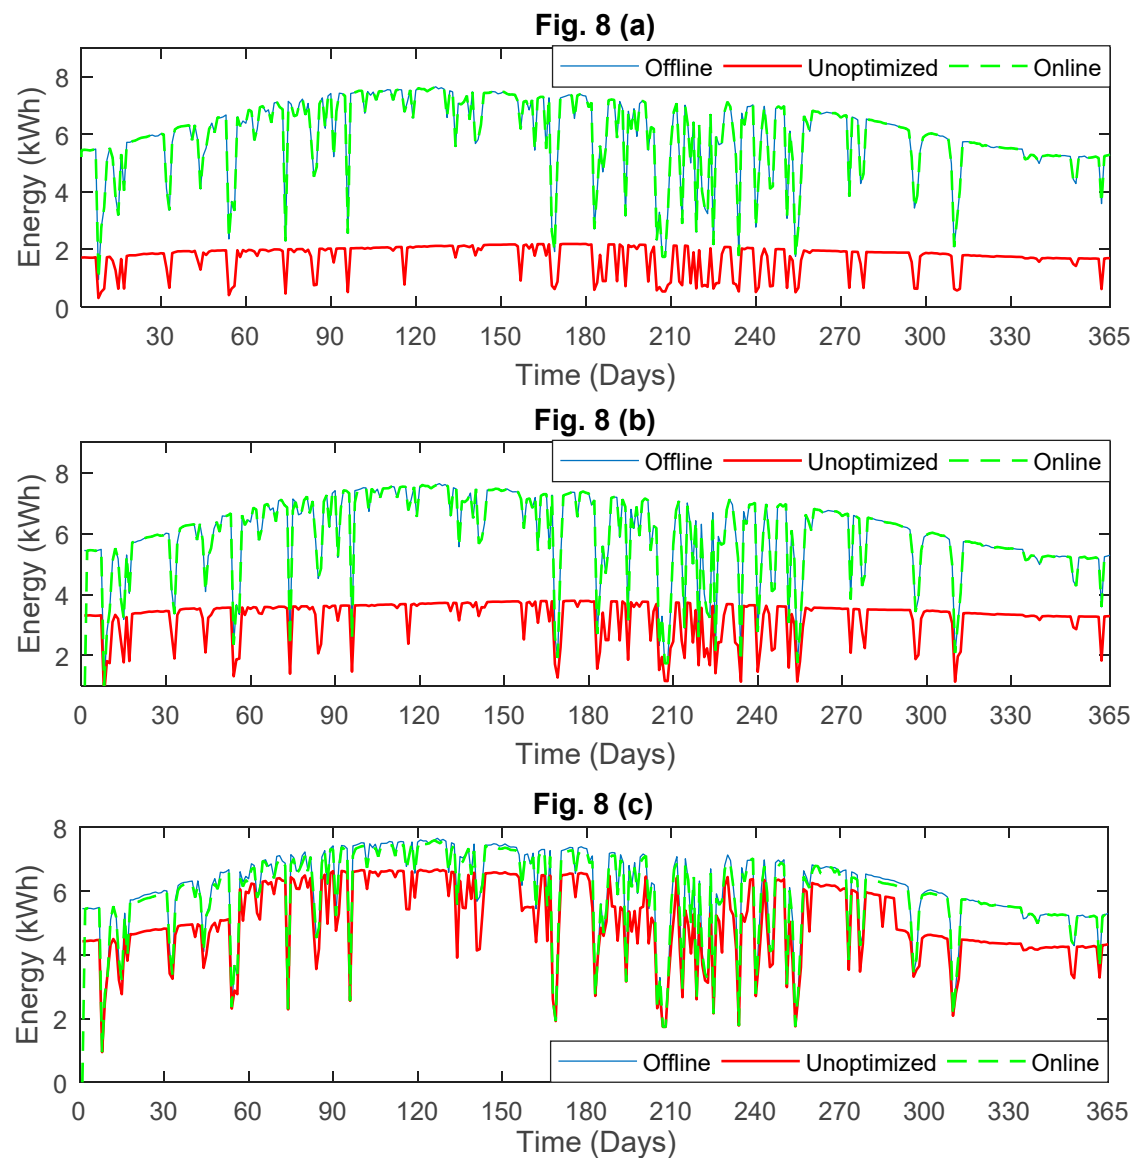 Fig. 8 (a)
Offline Unoptimized Online
8
6
4
2
0
Energy (kWh)
30 60 90 120 150 180 210 240 270 300 330 365
Time (Days)
Fig. 8 (b)
Offline Unoptimized Online
8
6
4
2
Energy (kWh)
0 30 60 90 120 150 180 210 240 270 300 330 365
Time (Days)
Fig. 8 (c)
8
6
4
2
0
Energy (kWh)
Offline Unoptimized Online
0 30 60 90 120 150 180 210 240 270 300 330 365
Time (Days)